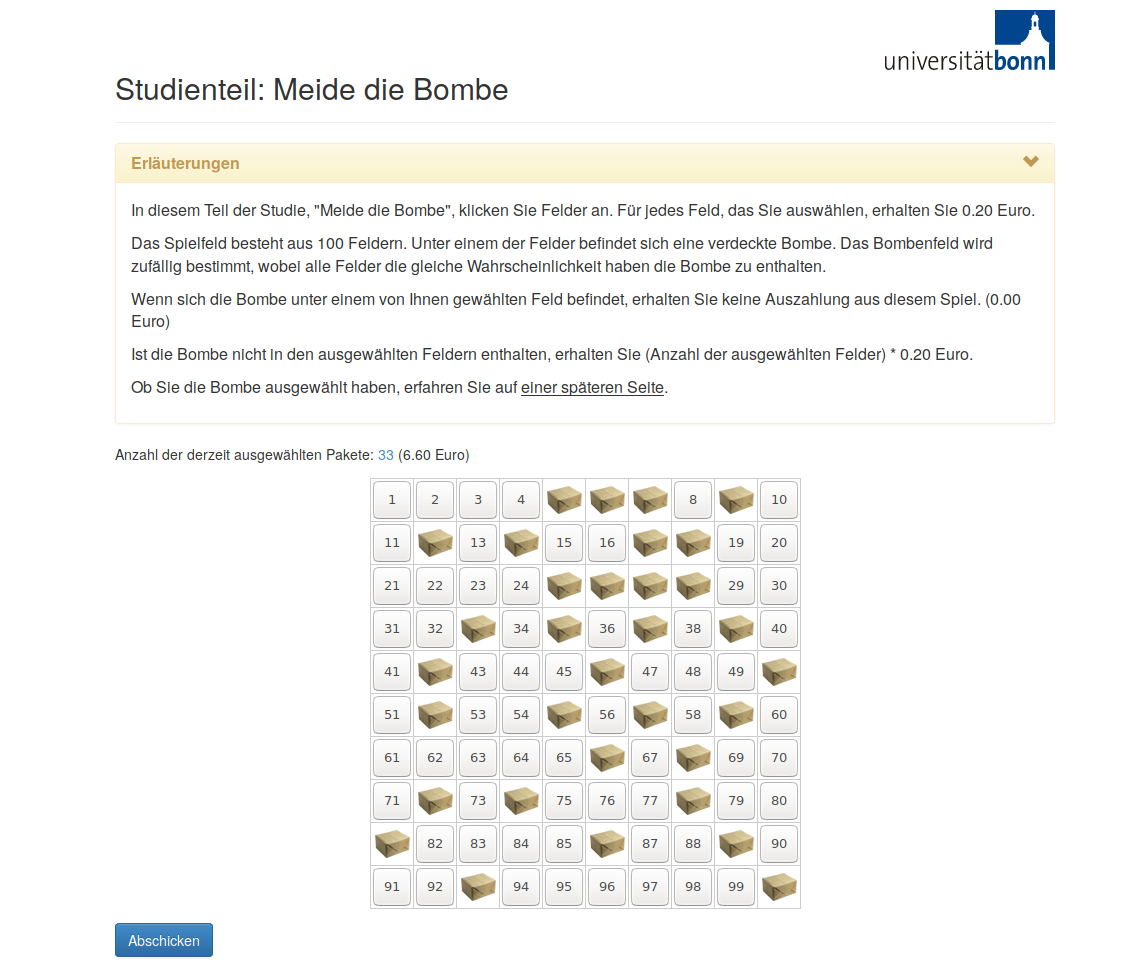 universitätbonn
Studienteil: Meide die Bombe
Erläuterungen
In diesem Teil der Studie, "Meide die Bombe", klicken Sie Felder an. Für jedes Feld, das Sie auswählen, erhalten Sie 0.20 Euro.
Das Spielfeld besteht aus 100 Feldern. Unter einem der Felder befindet sich eine verdeckte Bombe. Das Bombenfeld wird
zufällig bestimmt, wobei alle Felder die gleiche Wahrscheinlichkeit haben die Bombe zu enthalten.
Wenn sich die Bombe unter einem von Ihnen gewählten Feld befindet, erhalten Sie keine Auszahlung aus diesem Spiel. (0.00
Euro)
Ist die Bombe nicht in den ausgewählten Feldern enthalten, erhalten Sie (Anzahl der ausgewählten Felder) * 0.20 Euro.
Ob Sie die Bombe ausgewählt haben, erfahren Sie auf einer späteren Seite.
Anzahl der derzeit ausgewählten Pakete: 33 (6.60 Euro)
1 2 3 4 8 10
11 13 15 16 19 20
21 22 23 24 29 30
31 32 34 36 38 40
41 43 44 45 47 48 49
51 53 54 56 58 60
61 62 63 64 65 67 69 70
71 73 75 76 77 79 80
82 83 84 85 87 88 90
91 92 94 95 96 97 98 99
Abschicken